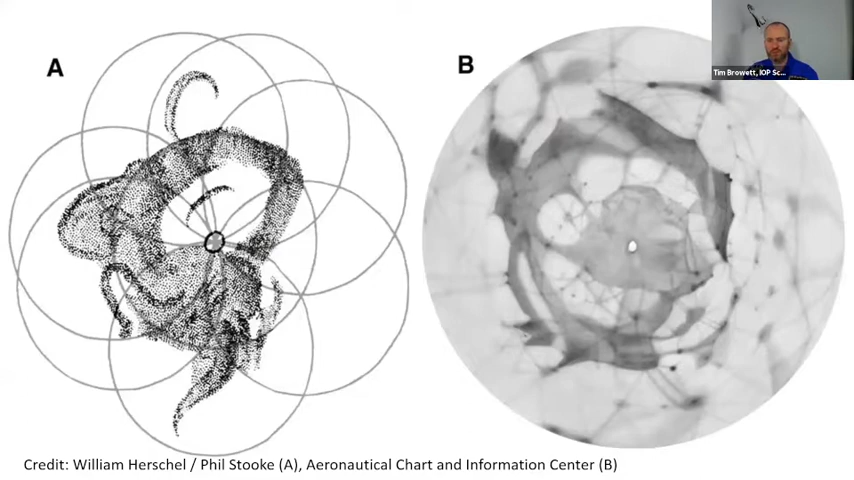 A
B
Tim Browett, IOP Sc...
Credit: William Herschel / Phil Stooke (A), Aeronautical Chart and Information Center (B)